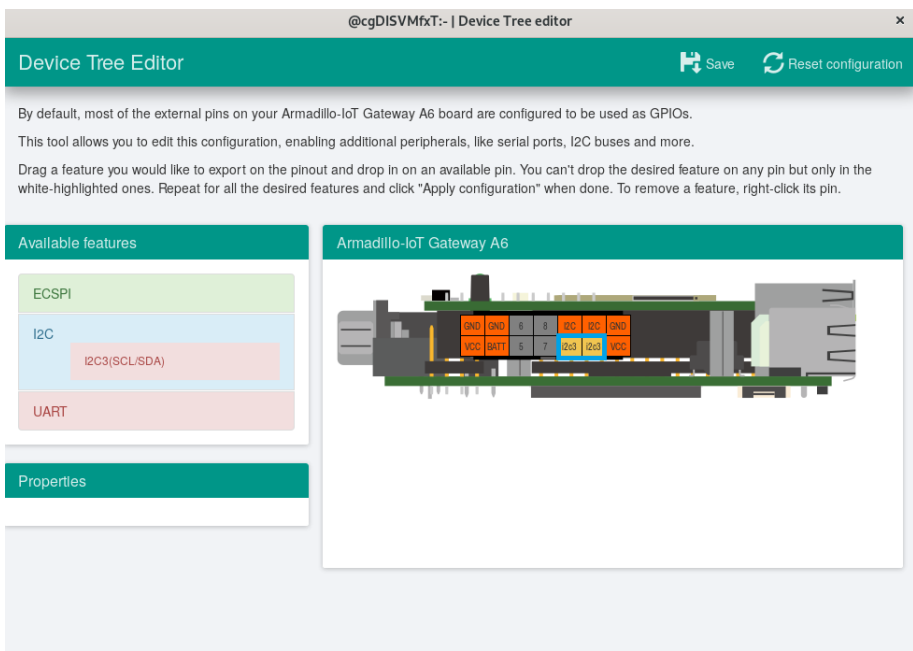 @cgDISVMfxT:- | Device Tree editor ×
Device Tree Editor
Save
Reset configuration
By default, most of the external pins on your Armadillo-IoT Gateway A6 board are configured to be used as GPIOs.
This tool allows you to edit this configuration, enabling additional peripherals, like serial ports, I2C buses and more.
Drag a feature you would like to export on the pinout and drop in on an available pin. You can't drop the desired feature on any pin but only in the
white-highlighted ones. Repeat for all the desired features and click "Apply configuration" when done. To remove a feature, right-click its pin.
Available features
ECSPI
I2C
I2C3(SCL/SDA)
UART
Properties
Armadillo-IoT Gateway A6
GND GND 6 8 I2C I2C GND
VCC BATT 5 7 i2c3 i2c3 VCC